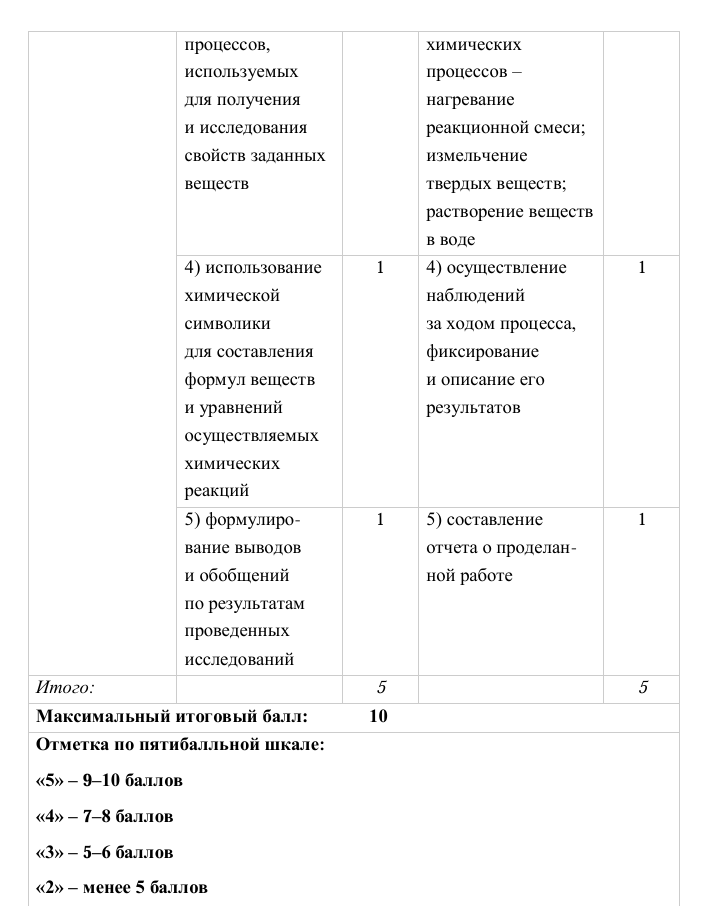 процессов,
используемых
для получения
и исследования
свойств заданных
веществ
химических
процессов –
нагревание
реакционной смеси;
измельчение
твердых веществ;
растворение веществ
в воде
4) использование
химической
символики
для составления
формул веществ
и уравнений
осуществляемых
химических
реакций
1
4) осуществление
наблюдений
за ходом процесса,
фиксирование
и описание его
результатов
1
5) формулиро-
вание выводов
и обобщений
по результатам
проведенных
исследований
1
5) составление
отчета о проделан-
ной работе
1
Итого: 5 5
Максимальный итоговый балл: 10
Отметка по пятибалльной шкале:
«5» – 9–10 баллов
«4» – 7–8 баллов
«3» – 5–6 баллов
«2» – менее 5 баллов